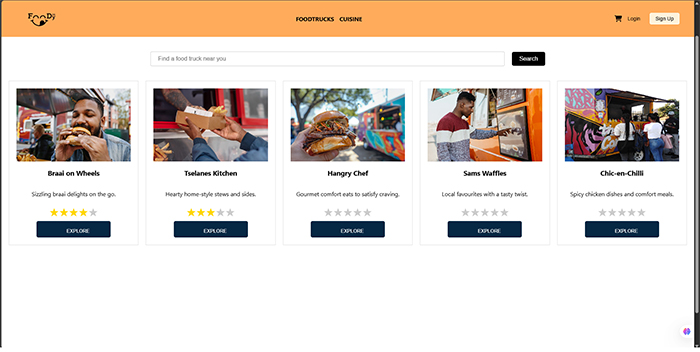 FOODTRUCKS CUISINE
Login
Sign Up
Find a food truck near you
Search
Braai on Wheels
Tselanes Kitchen
Hangry Chef
Sams Waffles
Chic-en-Chilli
Sizzling braai delights on the go.
Hearty home-style stews and sides.
Gourmet comfort eats to satisfy craving.
Local favourites with a tasty twist.
Spicy chicken dishes and comfort meals.
EXPLORE
EXPLORE
EXPLORE
EXPLORE
EXPLORE